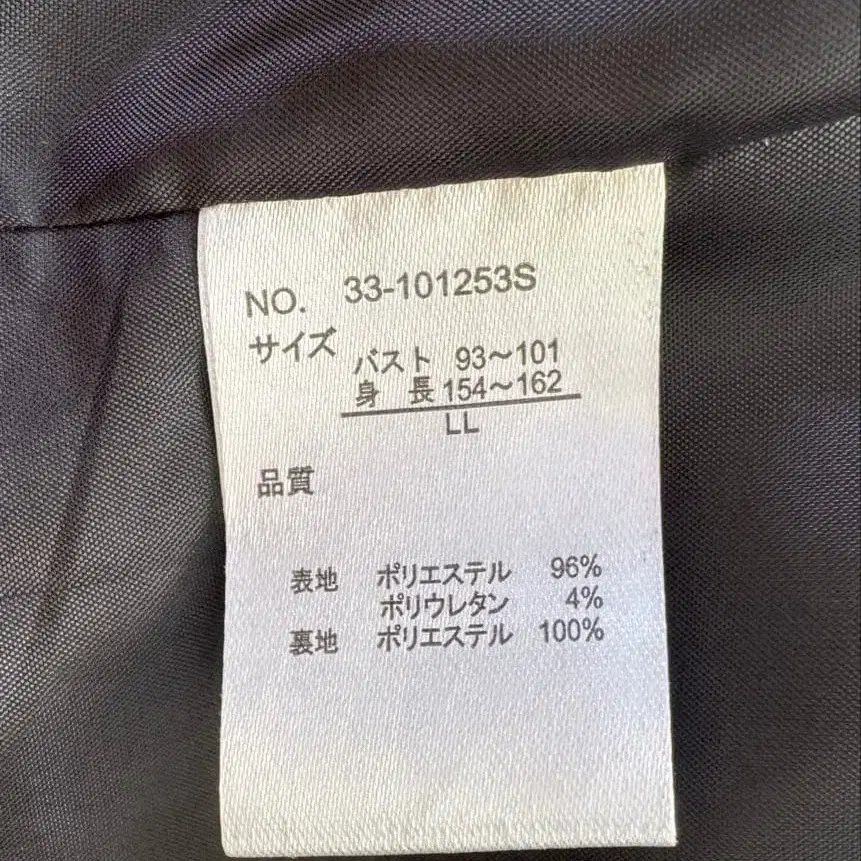 NO. 33-101253S
サイズ
バスト 93～101
身 長 154～162
LL
品質
表地 ポリエステル 96%
ポリウレタン 4%
裏地 ポリエステル 100%